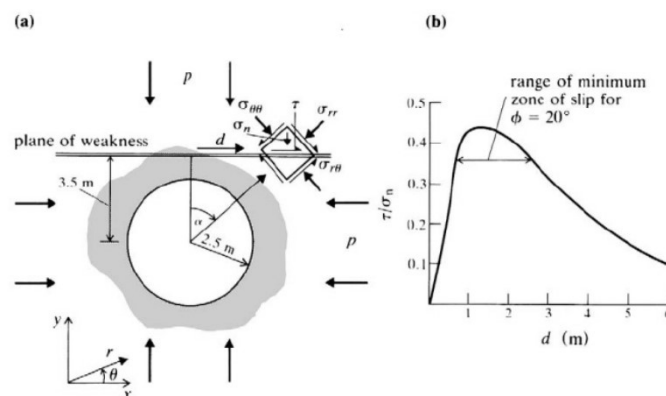 (a)
p
plane of weakness
d
σθθ
σn
τ
σrr
σrθ
3.5 m
α
2.5 m
p
y
r
θ
x
(b)
range of minimum
zone of slip for
ϕ = 20°
τ/σn
0.5
0.4
0.3
0.2
0.1
1
2
3
4
5
6
d (m)